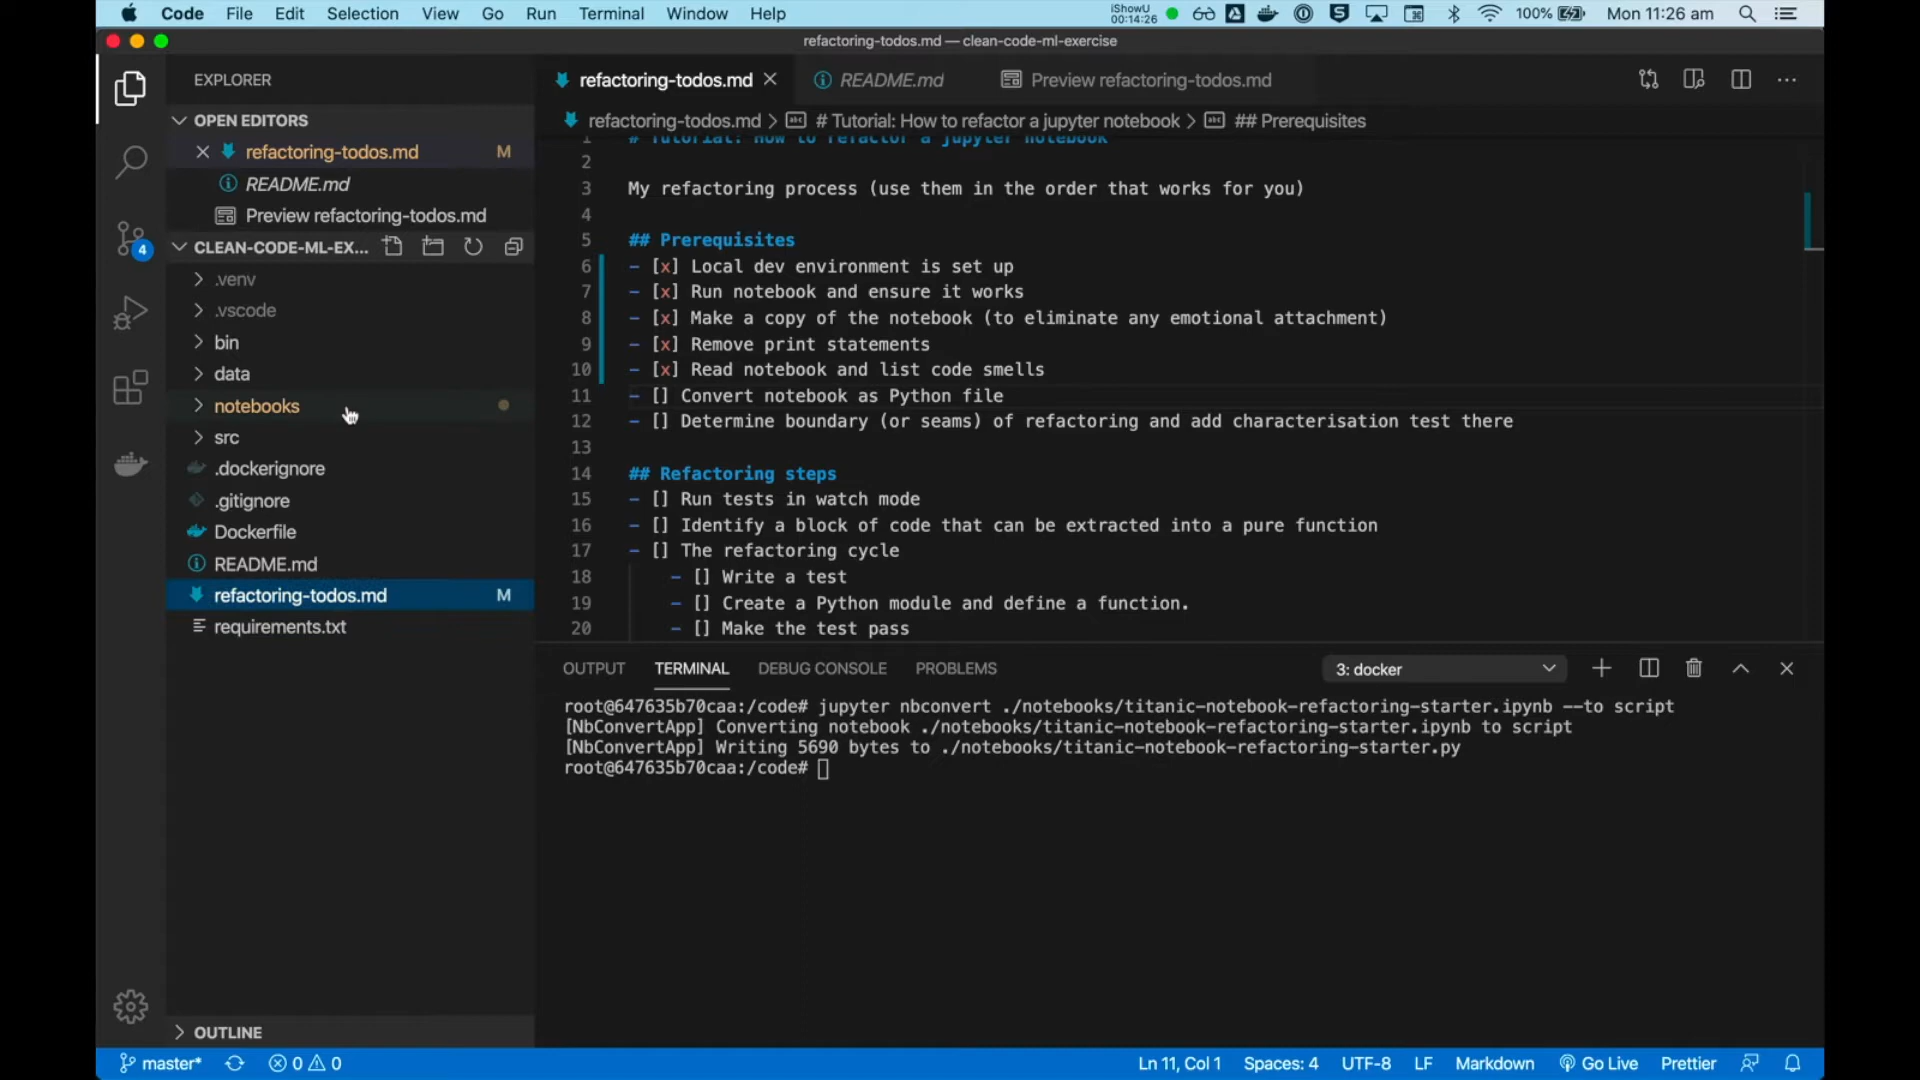 Code File Edit Selection View Go Run Terminal Window Help
iShowU
00:14:26
100%
Mon 11:26 am
refactoring-todos.md — clean-code-ml-exercise
EXPLORER
OPEN EDITORS
refactoring-todos.md M
README.md
Preview refactoring-todos.md
CLEAN-CODE-ML-EX...
.venv
.vscode
bin
data
notebooks
src
.dockerignore
.gitignore
Dockerfile
README.md
refactoring-todos.md M
requirements.txt
OUTLINE
4
refactoring-todos.md
README.md
Preview refactoring-todos.md
refactoring-todos.md > # Tutorial: How to refactor a jupyter notebook > ## Prerequisites
1 # Tutorial: How to refactor a jupyter notebook
2
3 My refactoring process (use them in the order that works for you)
4
5 ## Prerequisites
6 - [x] Local dev environment is set up
7 - [x] Run notebook and ensure it works
8 - [x] Make a copy of the notebook (to eliminate any emotional attachment)
9 - [x] Remove print statements
10 - [x] Read notebook and list code smells
11 - [] Convert notebook as Python file
12 - [] Determine boundary (or seams) of refactoring and add characterisation test there
13
14 ## Refactoring steps
15 - [] Run tests in watch mode
16 - [] Identify a block of code that can be extracted into a pure function
17 - [] The refactoring cycle
18 - [] Write a test
19 - [] Create a Python module and define a function.
20 - [] Make the test pass
OUTPUT TERMINAL DEBUG CONSOLE PROBLEMS
3: docker
root@647635b70caa:/code# jupyter nbconvert ./notebooks/titanic-notebook-refactoring-starter.ipynb --to script
[NbConvertApp] Converting notebook ./notebooks/titanic-notebook-refactoring-starter.ipynb to script
[NbConvertApp] Writing 5690 bytes to ./notebooks/titanic-notebook-refactoring-starter.py
root@647635b70caa:/code#
master* 0 0
Ln 11, Col 1 Spaces: 4 UTF-8 LF Markdown Go Live Prettier